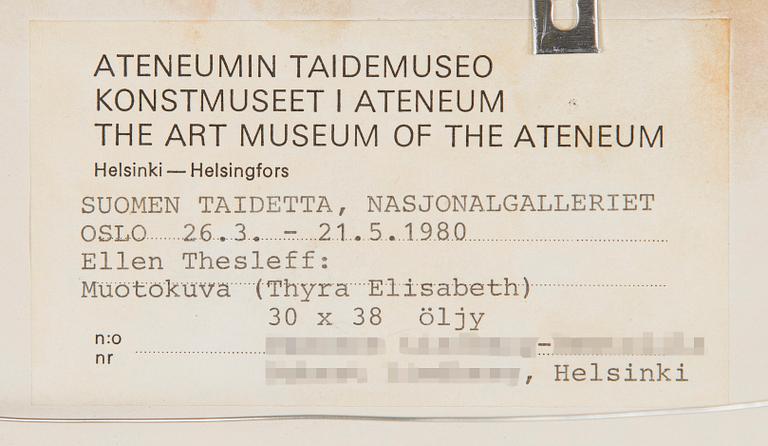 ATENEUMIN TAIDEMUSEO
KONSTMUSEET I ATENEUM
THE ART MUSEUM OF THE ATENEUM
Helsinki — Helsingfors
SUOMEN TAIDETTA, NASJONALGALLERIET
OSLO 26.3. - 21.5.1980
Ellen Thesleff:
Muotokuva (Thyra Elisabeth)
30 x 38 öljy
n:o
nr
, Helsinki